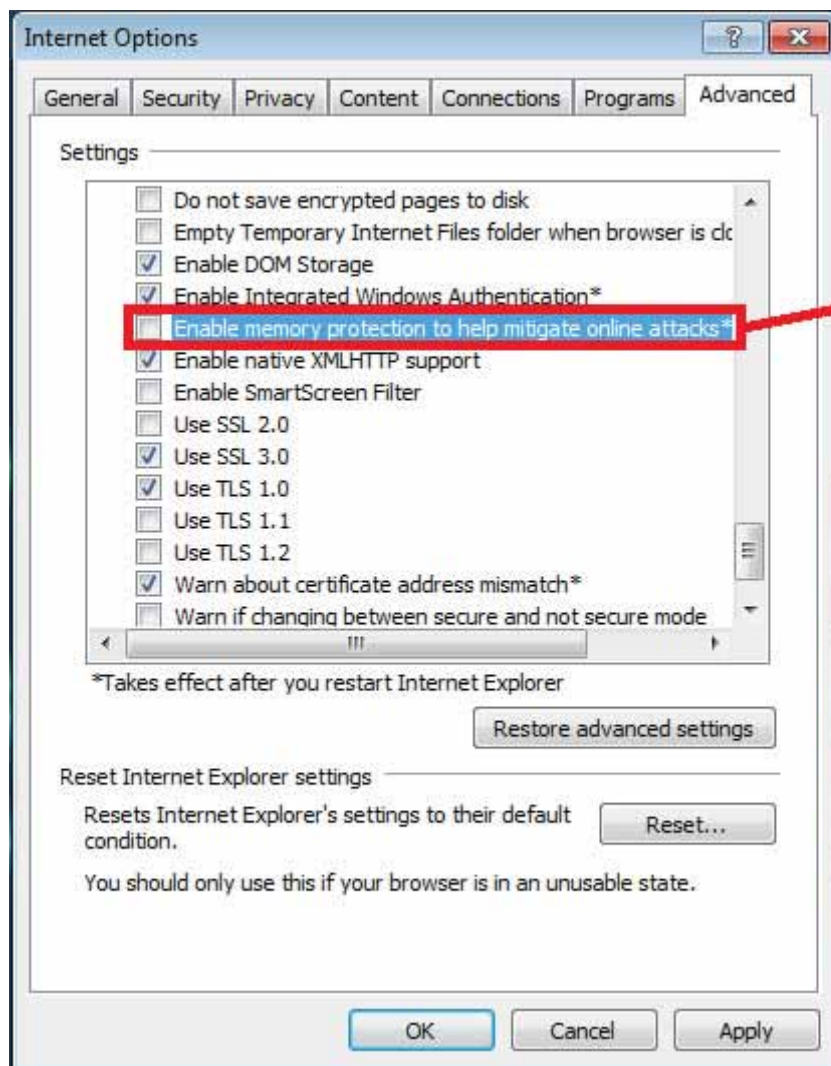 Internet Options
General Security Privacy Content Connections Programs Advanced
Settings
Do not save encrypted pages to disk
Empty Temporary Internet Files folder when browser is clc
Enable DOM Storage
Enable Integrated Windows Authentication*
Enable memory protection to help mitigate online attacks*
Enable native XMLHTTP support
Enable SmartScreen Filter
Use SSL 2.0
Use SSL 3.0
Use TLS 1.0
Use TLS 1.1
Use TLS 1.2
Warn about certificate address mismatch*
Warn if changing between secure and not secure mode
*Takes effect after you restart Internet Explorer
Restore advanced settings
Reset Internet Explorer settings
Resets Internet Explorer's settings to their default
condition.
Reset...
You should only use this if your browser is in an unusable state.
OK Cancel Apply